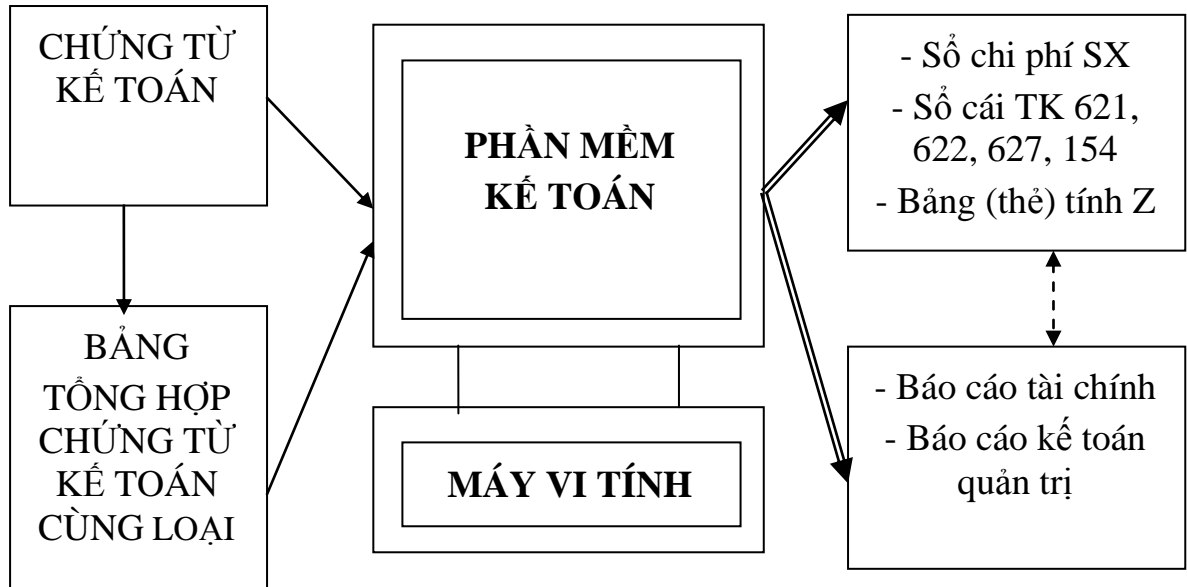 CHỨNG TỪ
KẾ TOÁN
BẢNG
TỔNG HỢP
CHỨNG TỪ
KẾ TOÁN
CÙNG LOẠI
PHẦN MỀM
KẾ TOÁN
MÁY VI TÍNH
- Sổ chi phí SX
- Sổ cái TK 621,
622, 627, 154
- Bảng (thẻ) tính Z
- Báo cáo tài chính
- Báo cáo kế toán
quản trị